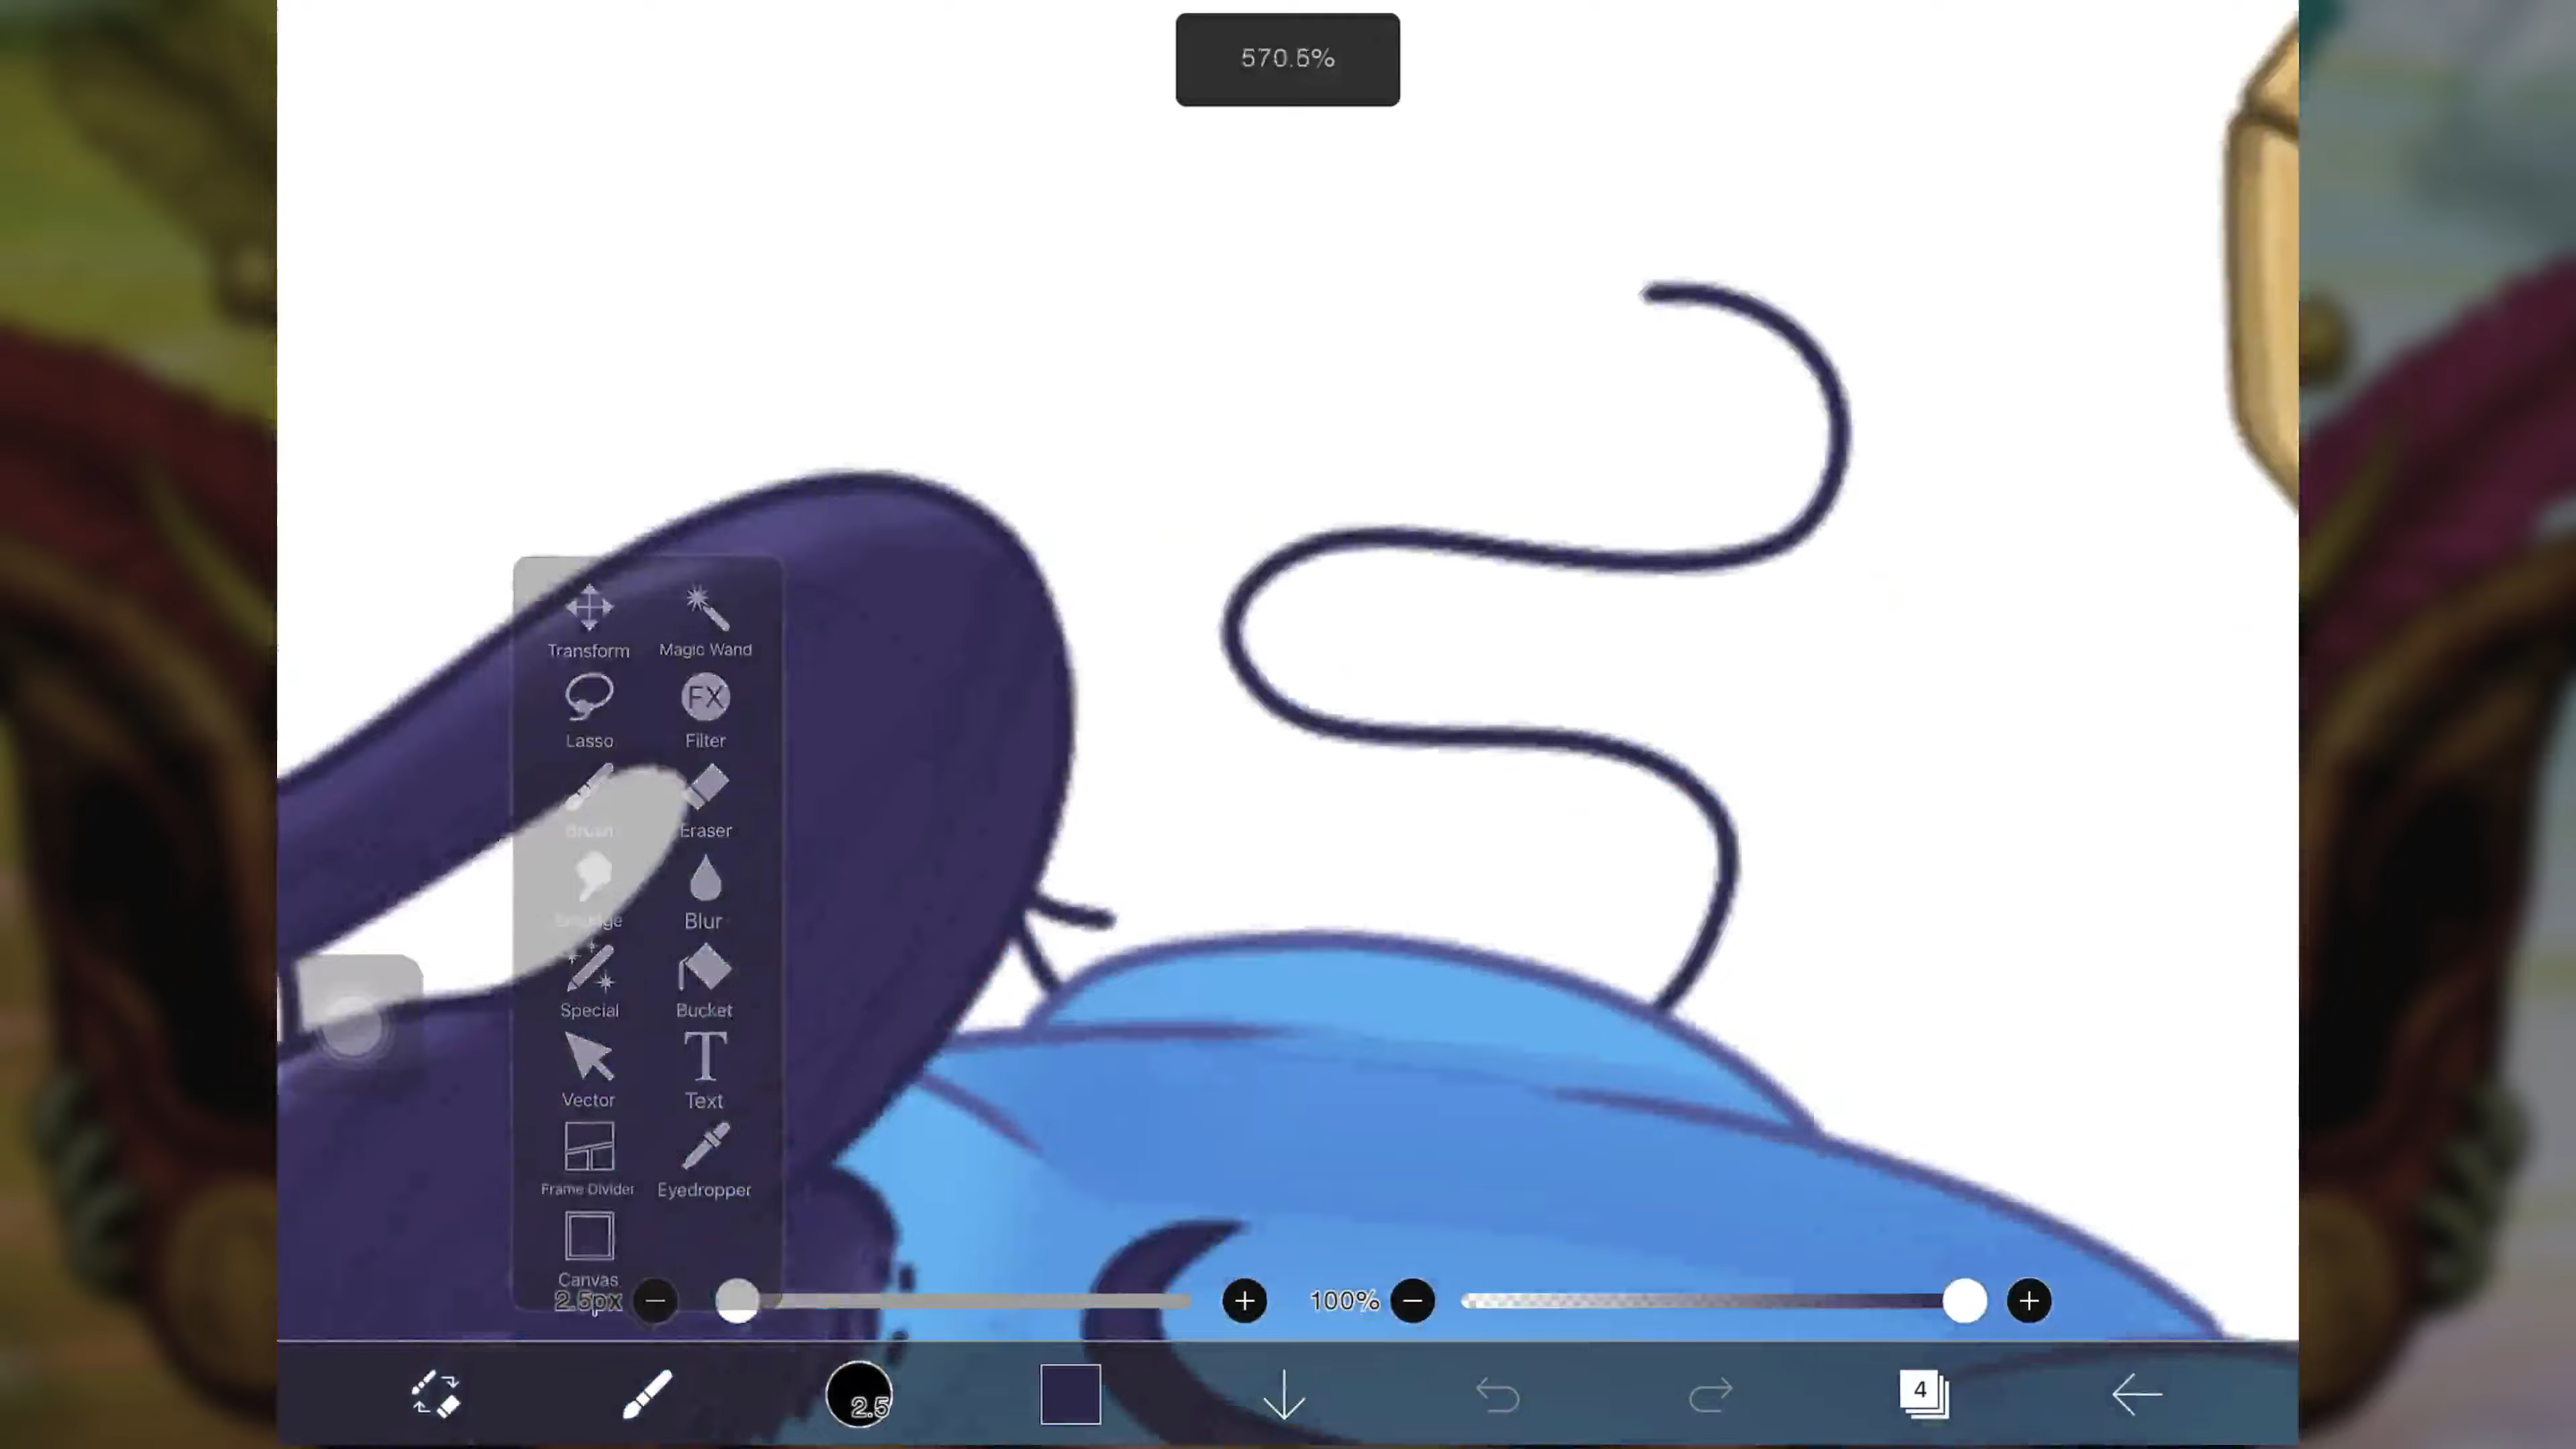 570.5%
Transform Magic Wand
Lasso Filter
FX
Brush Eraser
Smudge Blur
Special Bucket
Vector Text
Frame Divider Eyedropper
Canvas
2.5px 100%
2.5 4